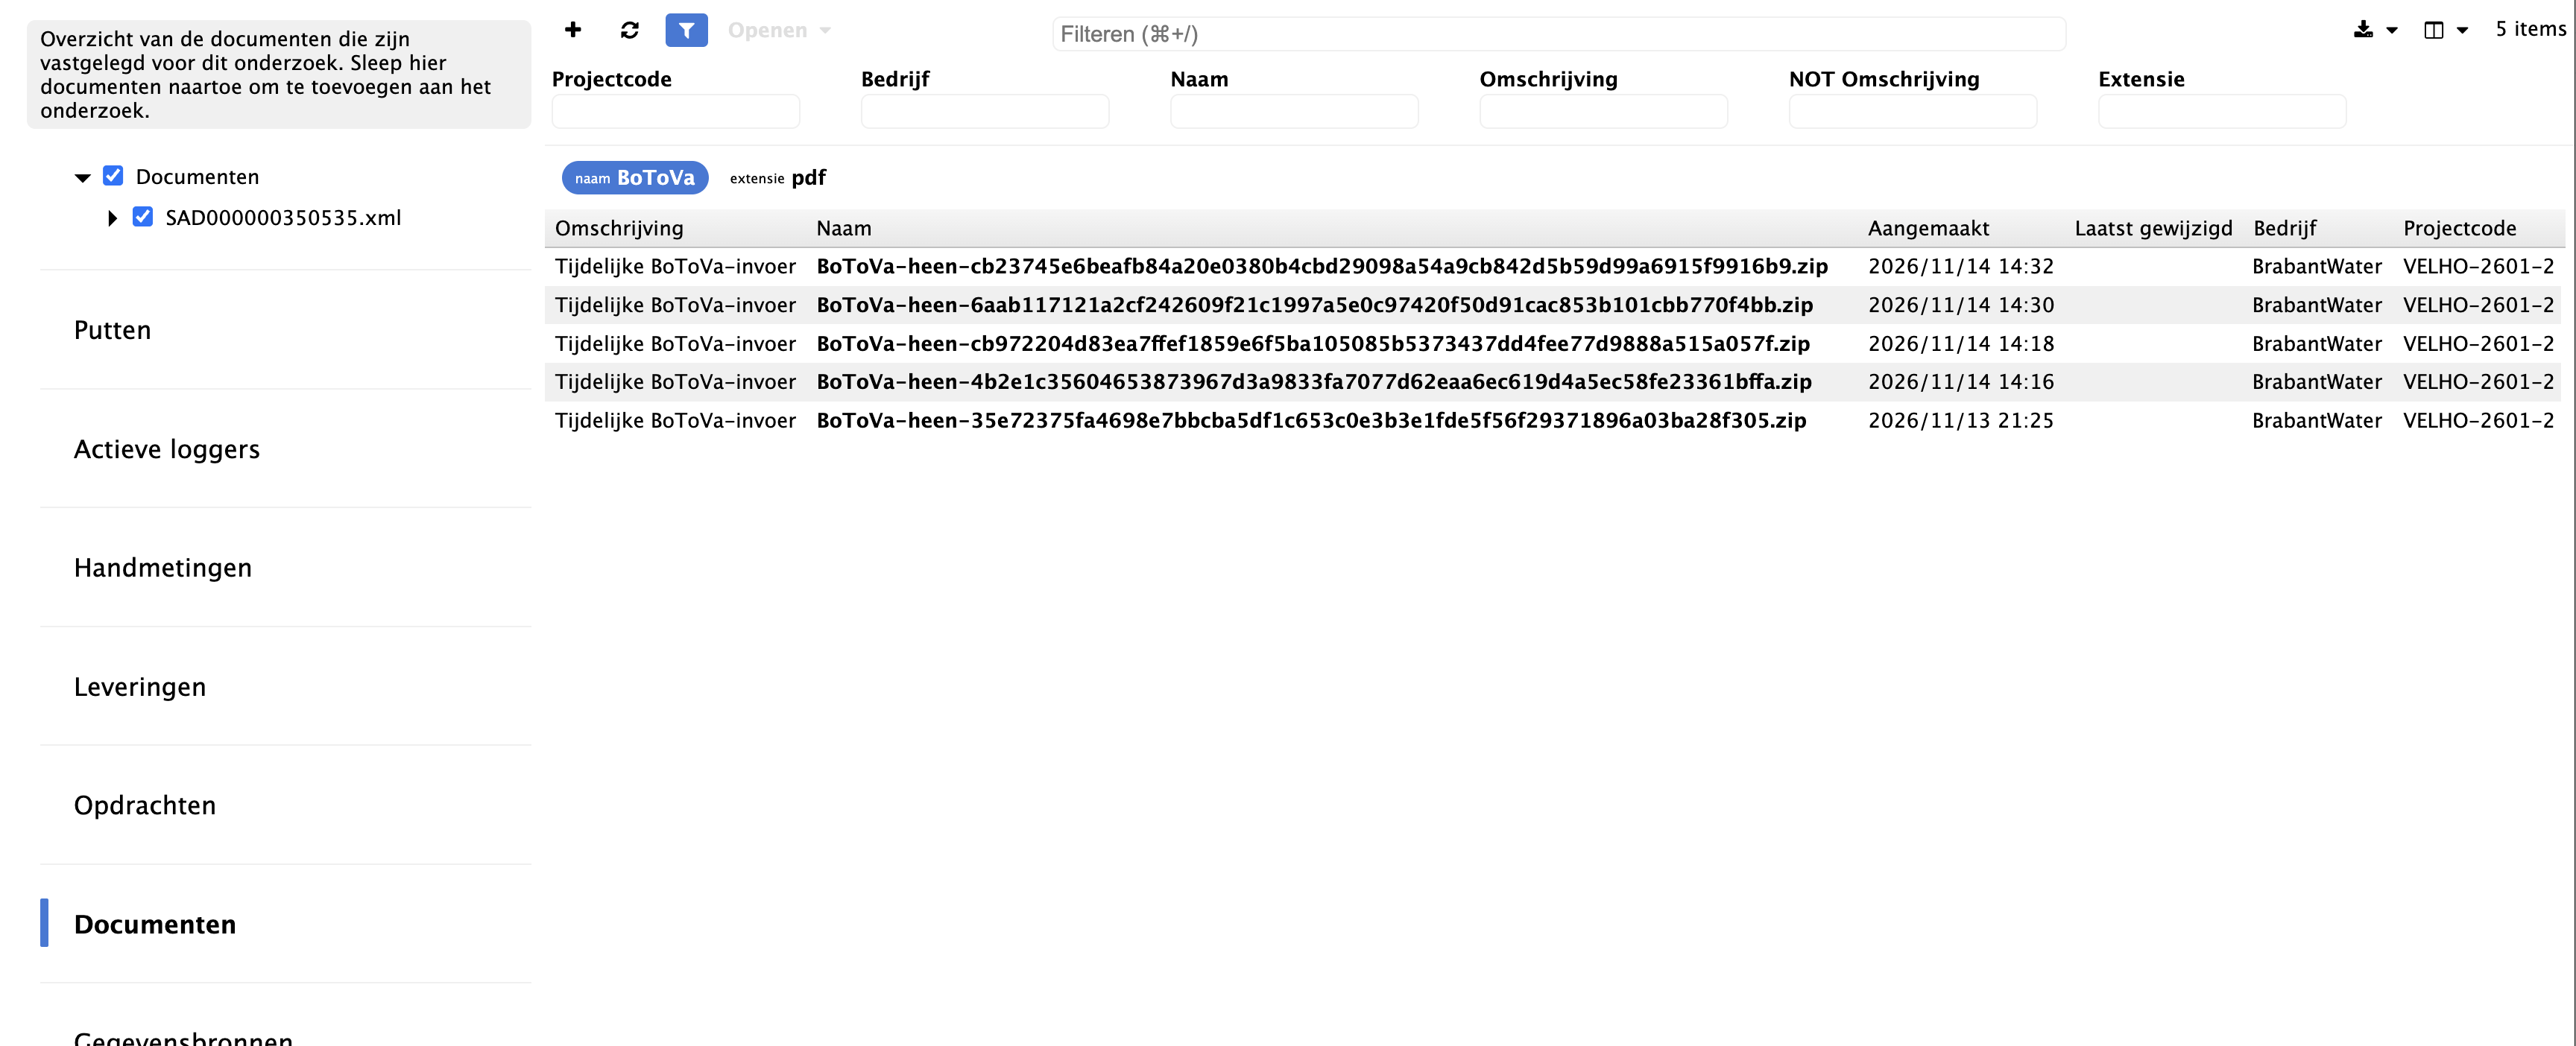 Overzicht van de documenten die zijn
vastgelegd voor dit onderzoek. Sleep hier
documenten naartoe om te toevoegen aan het
onderzoek.
Documenten
SAD000000350535.xml
Putten
Actieve loggers
Handmetingen
Leveringen
Opdrachten
Documenten
Gegevensbronnen
Openen
Filteren (⌘+/)
5 items
Projectcode Bedrijf Naam Omschrijving NOT Omschrijving Extensie
naam BoToVa extensie pdf
Omschrijving Naam Aangemaakt Laatst gewijzigd Bedrijf Projectcode
Tijdelijke BoToVa-invoer BoToVa-heen-cb23745e6beafb84a20e0380b4cbd29098a54a9cb842d5b59d99a6915f9916b9.zip 2026/11/14 14:32 BrabantWater VELHO-2601-2
Tijdelijke BoToVa-invoer BoToVa-heen-6aab117121a2cf242609f21c1997a5e0c97420f50d91cac853b101cbb770f4bb.zip 2026/11/14 14:30 BrabantWater VELHO-2601-2
Tijdelijke BoToVa-invoer BoToVa-heen-cb972204d83ea7ffef1859e6f5ba105085b5373437dd4fee77d9888a515a057f.zip 2026/11/14 14:18 BrabantWater VELHO-2601-2
Tijdelijke BoToVa-invoer BoToVa-heen-4b2e1c35604653873967d3a9833fa7077d62eaa6ec619d4a5ec58fe23361bffa.zip 2026/11/14 14:16 BrabantWater VELHO-2601-2
Tijdelijke BoToVa-invoer BoToVa-heen-35e72375fa4698e7bbcba5df1c653c0e3b3e1fde5f56f29371896a03ba28f305.zip 2026/11/13 21:25 BrabantWater VELHO-2601-2